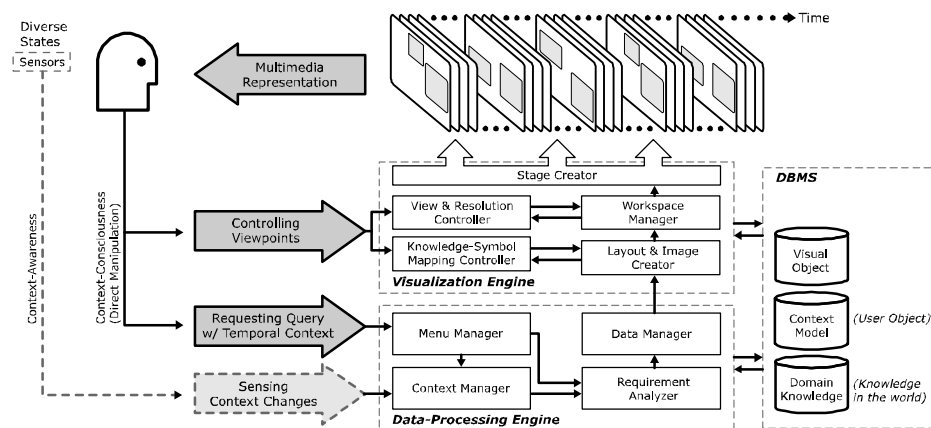 Diverse
States
Sensors
Time
Multimedia
Representation
Stage Creator
DBMS
Context-Awareness
Context-Consciousness
(Direct Manipulation)
Controlling
Viewpoints
View & Resolution
Controller
Workspace
Manager
Knowledge-Symbol
Mapping Controller
Layout & Image
Creator
Visualization Engine
Visual
Object
Requesting Query
w/ Temporal Context
Menu Manager
Data Manager
Context
Model
(User Object)
Sensing
Context Changes
Context Manager
Requirement
Analyzer
Domain
Knowledge
(Knowledge
in the world)
Data-Processing Engine